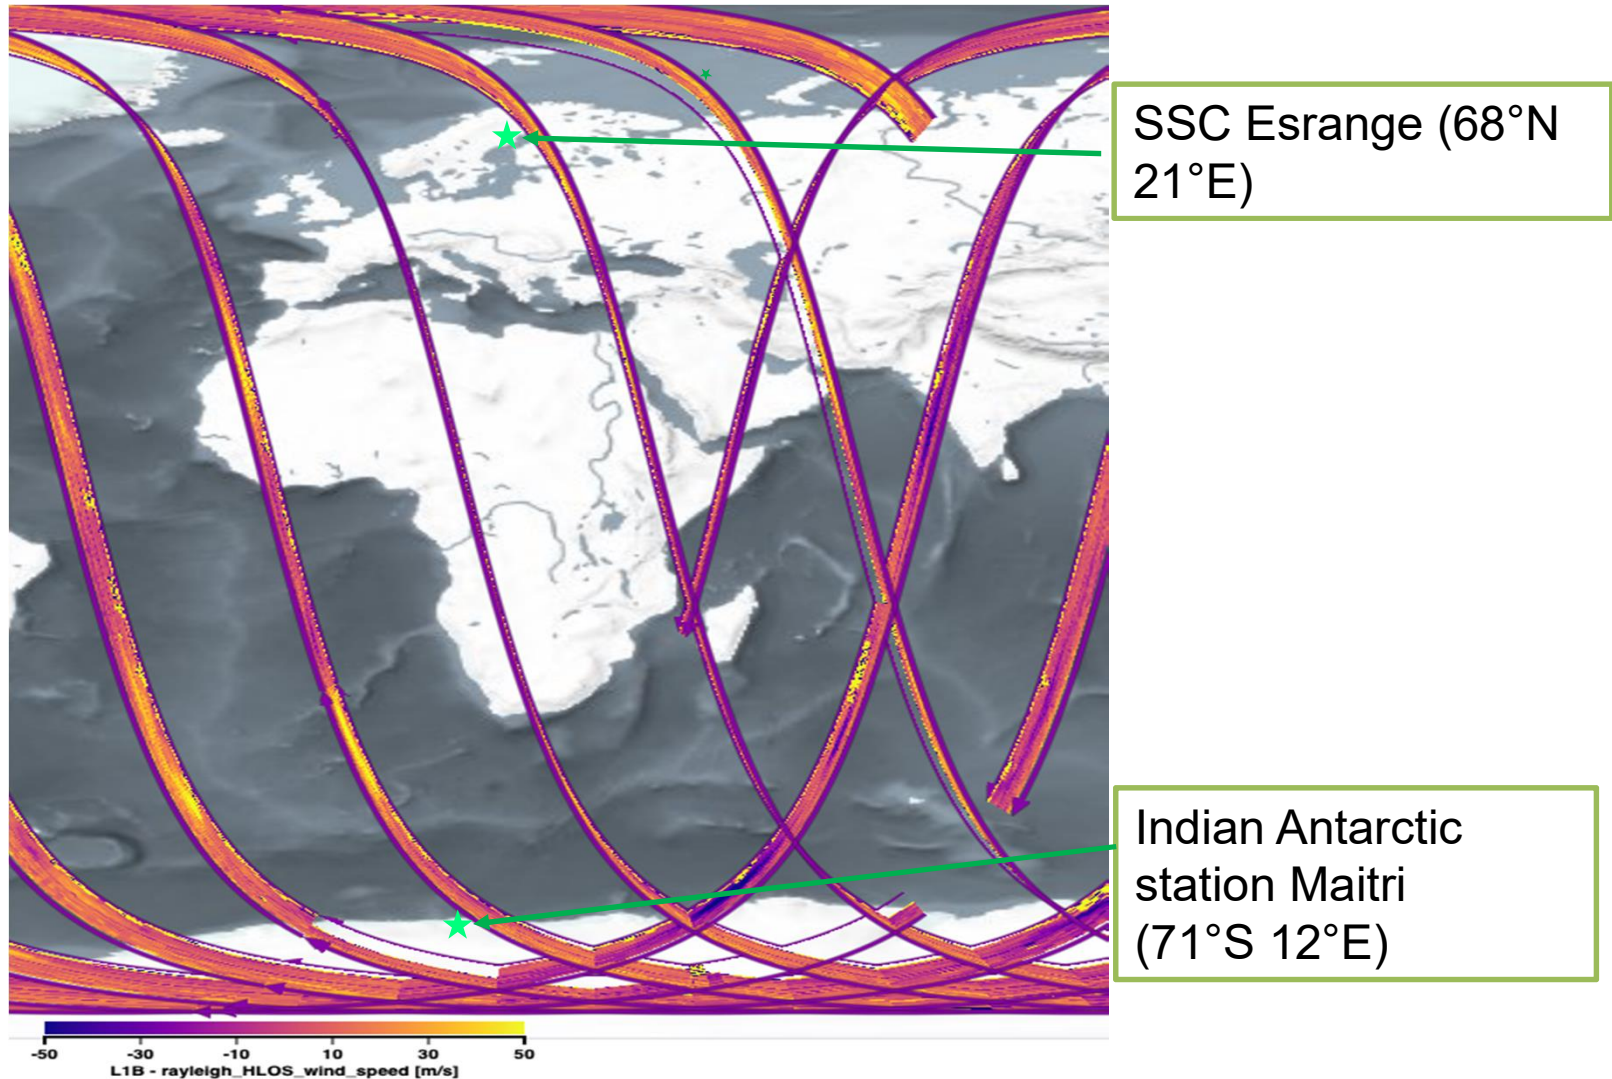 SSC Esrange (68°N
21°E)
Indian Antarctic
station Maitri
(71°S 12°E)
-50 -30 -10 10 30 50
L1B - rayleigh_HLOS_wind_speed [m/s]